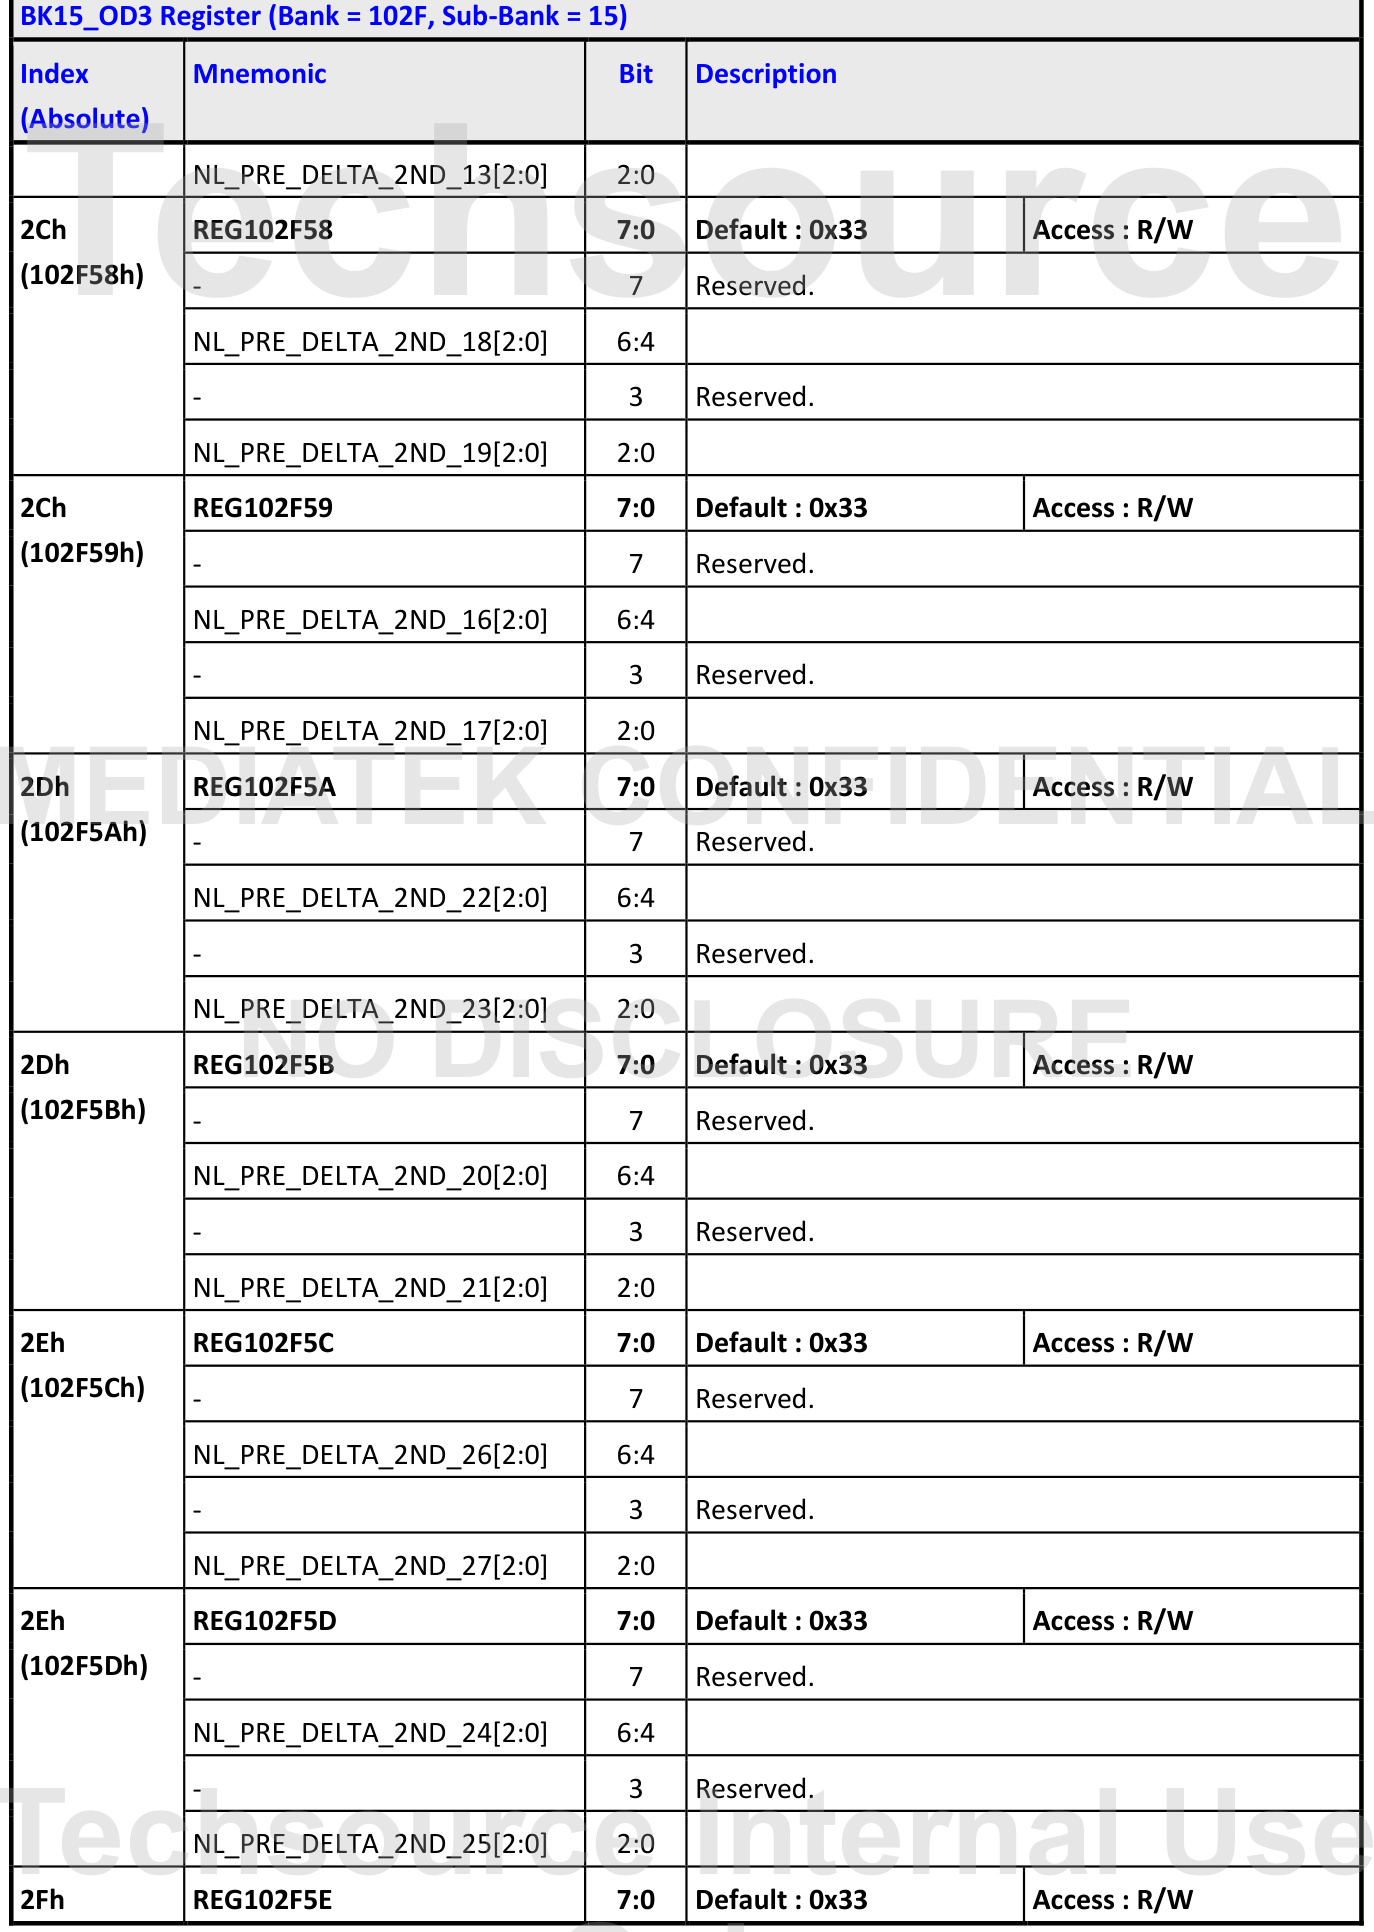 BK15_OD3 Register (Bank = 102F, Sub-Bank = 15)
Index (Absolute) Mnemonic Bit Description
NL_PRE_DELTA_2ND_13[2:0] 2:0
2Ch (102F58h) REG102F58 7:0 Default : 0x33 Access : R/W
- 7 Reserved.
NL_PRE_DELTA_2ND_18[2:0] 6:4
- 3 Reserved.
NL_PRE_DELTA_2ND_19[2:0] 2:0
2Ch (102F59h) REG102F59 7:0 Default : 0x33 Access : R/W
- 7 Reserved.
NL_PRE_DELTA_2ND_16[2:0] 6:4
- 3 Reserved.
NL_PRE_DELTA_2ND_17[2:0] 2:0
2Dh (102F5Ah) REG102F5A 7:0 Default : 0x33 Access : R/W
- 7 Reserved.
NL_PRE_DELTA_2ND_22[2:0] 6:4
- 3 Reserved.
NL_PRE_DELTA_2ND_23[2:0] 2:0
2Dh (102F5Bh) REG102F5B 7:0 Default : 0x33 Access : R/W
- 7 Reserved.
NL_PRE_DELTA_2ND_20[2:0] 6:4
- 3 Reserved.
NL_PRE_DELTA_2ND_21[2:0] 2:0
2Eh (102F5Ch) REG102F5C 7:0 Default : 0x33 Access : R/W
- 7 Reserved.
NL_PRE_DELTA_2ND_26[2:0] 6:4
- 3 Reserved.
NL_PRE_DELTA_2ND_27[2:0] 2:0
2Eh (102F5Dh) REG102F5D 7:0 Default : 0x33 Access : R/W
- 7 Reserved.
NL_PRE_DELTA_2ND_24[2:0] 6:4
- 3 Reserved.
NL_PRE_DELTA_2ND_25[2:0] 2:0
2Fh REG102F5E 7:0 Default : 0x33 Access : R/W
Techsource
MEDIATEK CONFIDENTIAL
NO DISCLOSURE
Techsource Internal Use